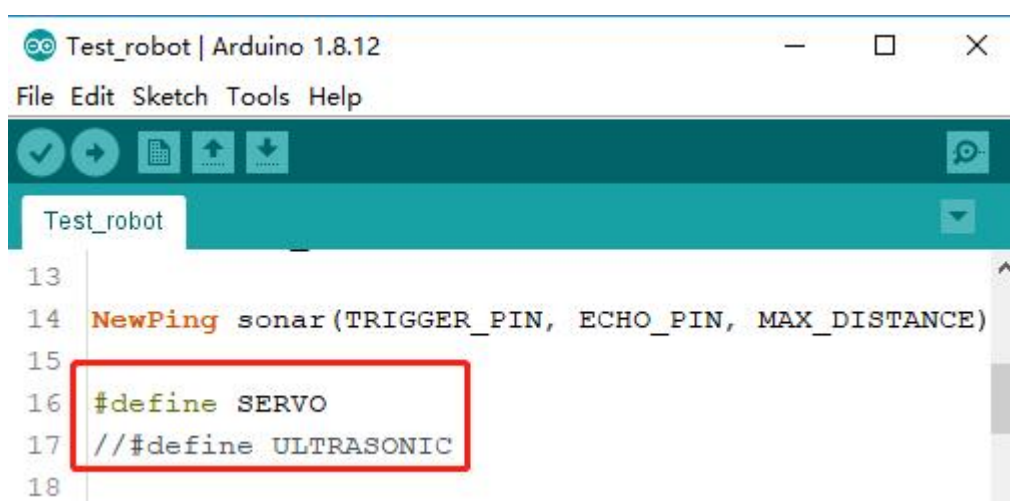 Test_robot | Arduino 1.8.12
File Edit Sketch Tools Help
Test_robot
13
14 NewPing sonar(TRIGGER_PIN, ECHO_PIN, MAX_DISTANCE)
15
16 #define SERVO
17 //#define ULTRASONIC
18